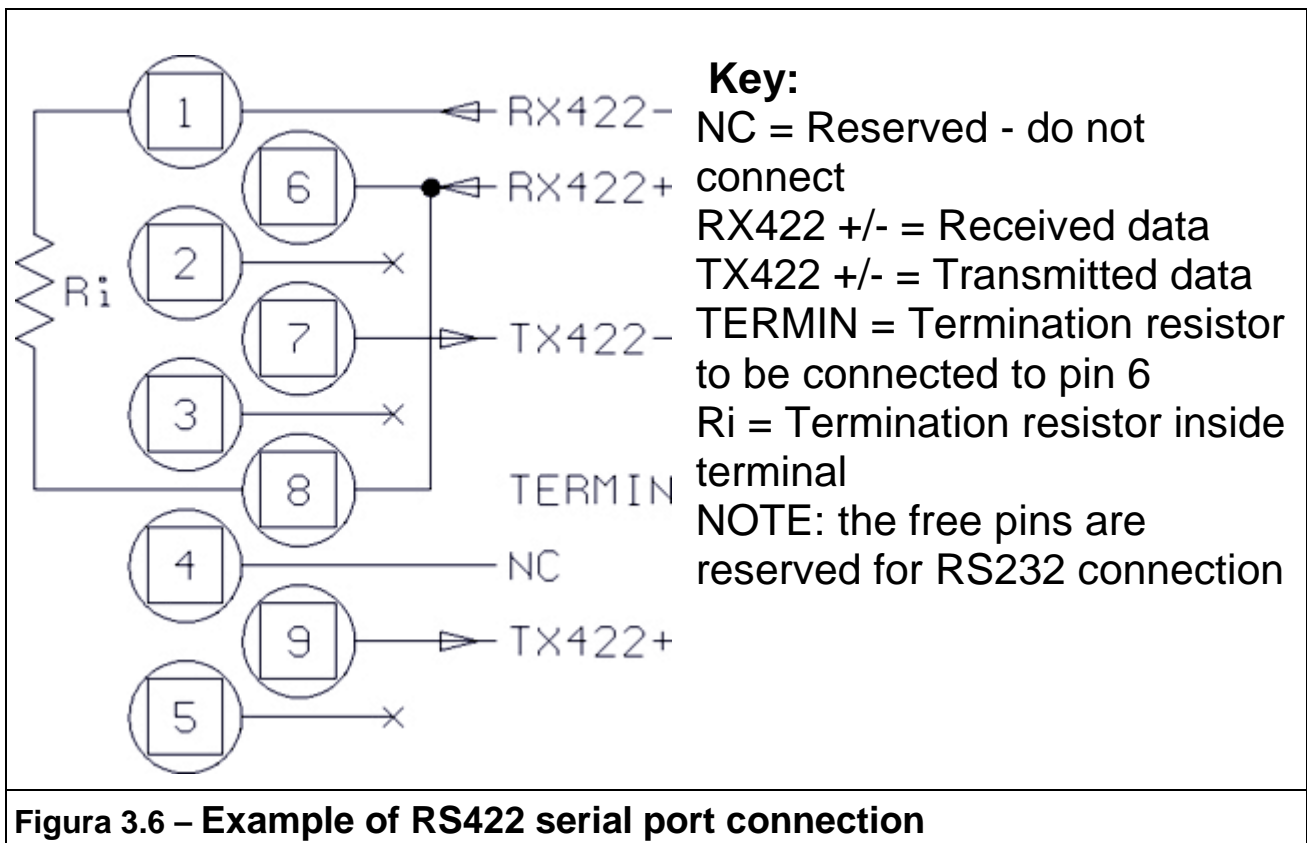 1
RX422-
6
RX422+
2
Ri
7
TX422-
3
8
TERMIN
4
NC
9
TX422+
5
Key:
NC = Reserved - do not
connect
RX422 +/- = Received data
TX422 +/- = Transmitted data
TERMIN = Termination resistor
to be connected to pin 6
Ri = Termination resistor inside
terminal
NOTE: the free pins are
reserved for RS232 connection
Figura 3.6 – Example of RS422 serial port connection